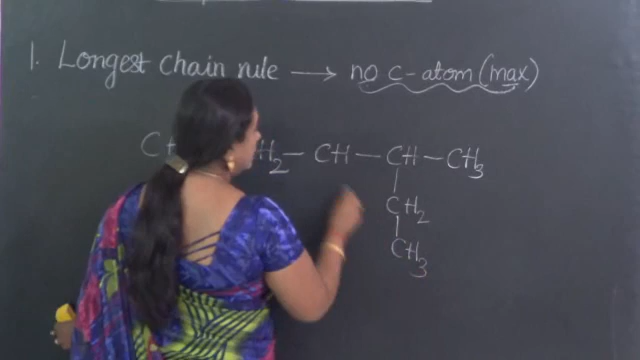 1. Longest chain rule → no C-atom (max)
C H₂ — CH — CH — CH₃
|
CH₂
|
CH₃